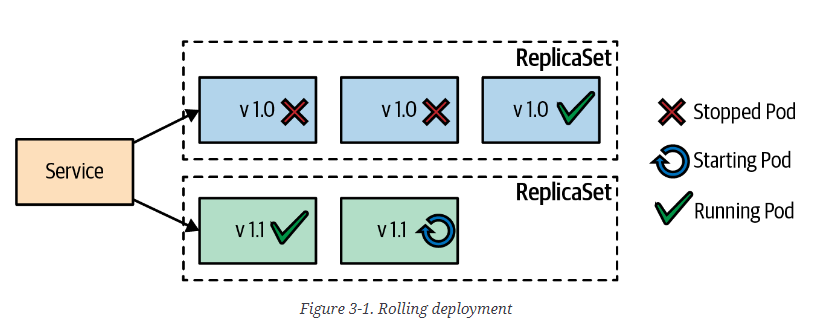 ReplicaSet
v 1.0
v 1.0
v 1.0
Service
ReplicaSet
v 1.1
v 1.1
Stopped Pod
Starting Pod
Running Pod
Figure 3-1. Rolling deployment